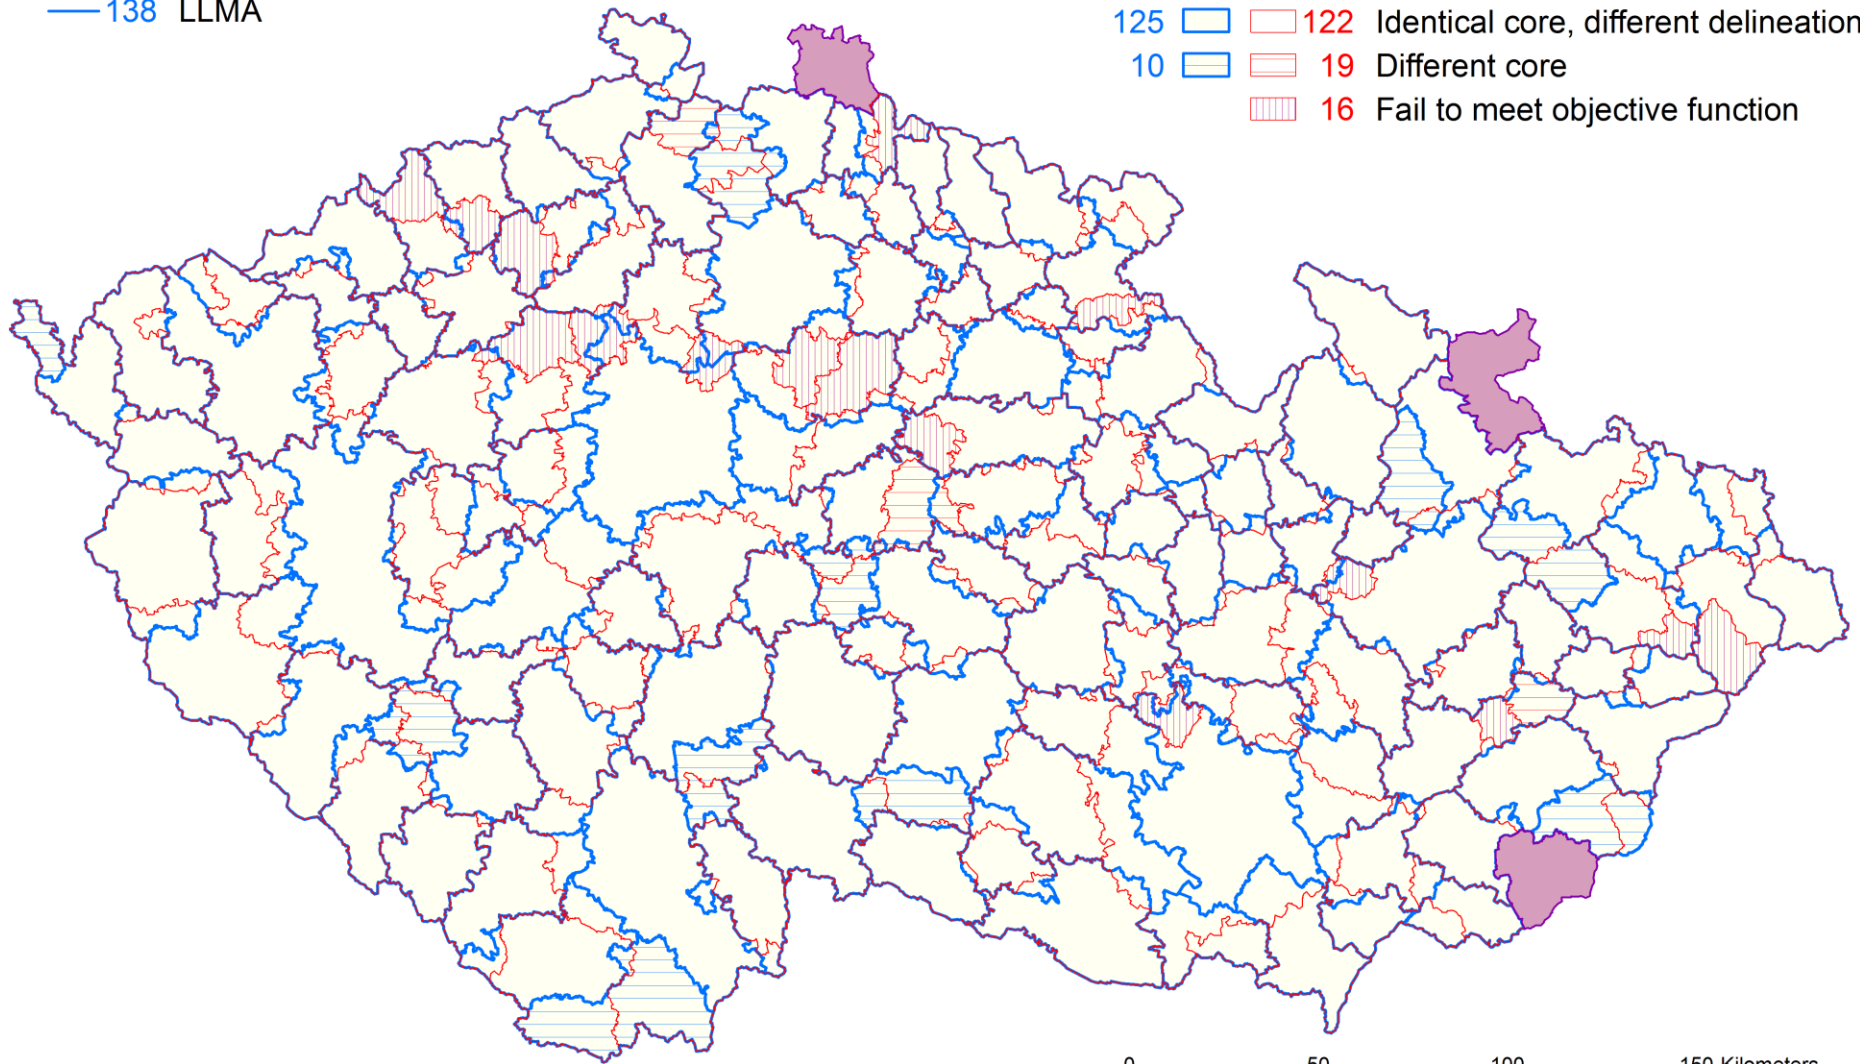 138 LLMA
125 122 Identical core, different delineation
10 19 Different core
16 Fail to meet objective function
0 50 100 150 Kilometers